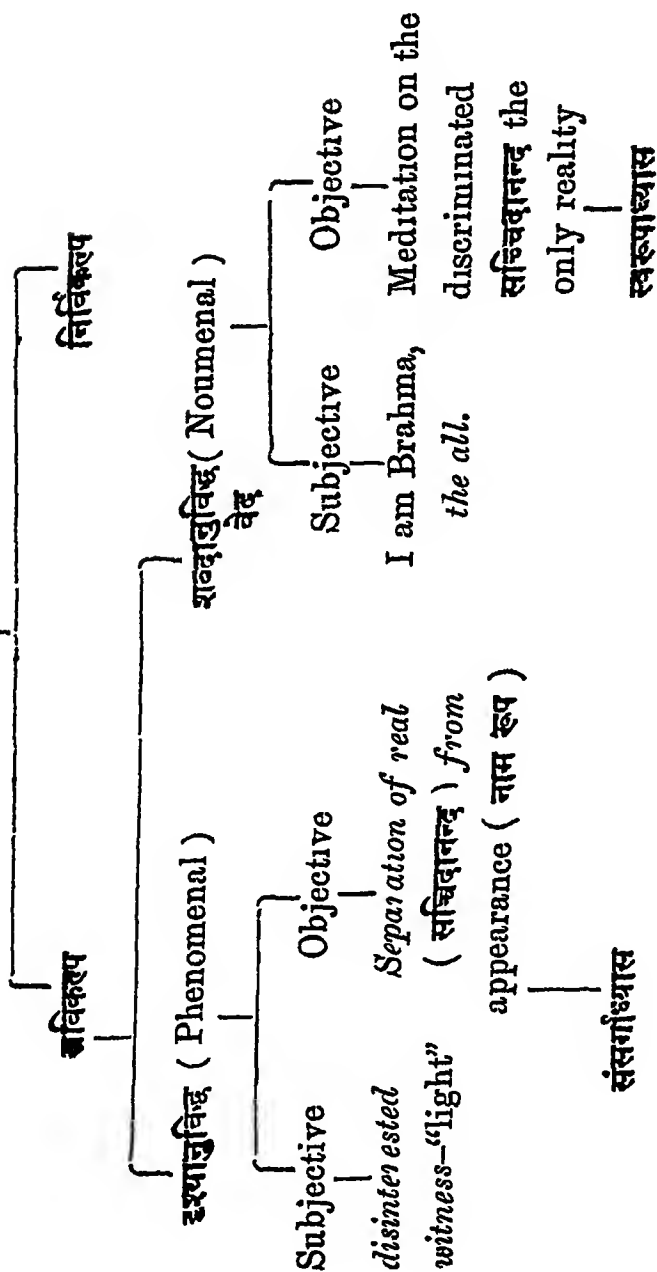 सविकल्प
निर्विकल्प
दृश्यानुविद्ध ( Phenomenal )
शब्दानुविद्ध ( Noumenal )
वेद
Subjective
Objective
Subjective
Objective
disinterested
witness–“light”
Separation of real
( सच्चिदानन्द ) from
appearance ( नाम रूप )
संसर्गाध्यास
I am Brahma,
the all.
Meditation on the
discriminated
सच्चिदानन्द the
only reality
स्वरूपाध्यास